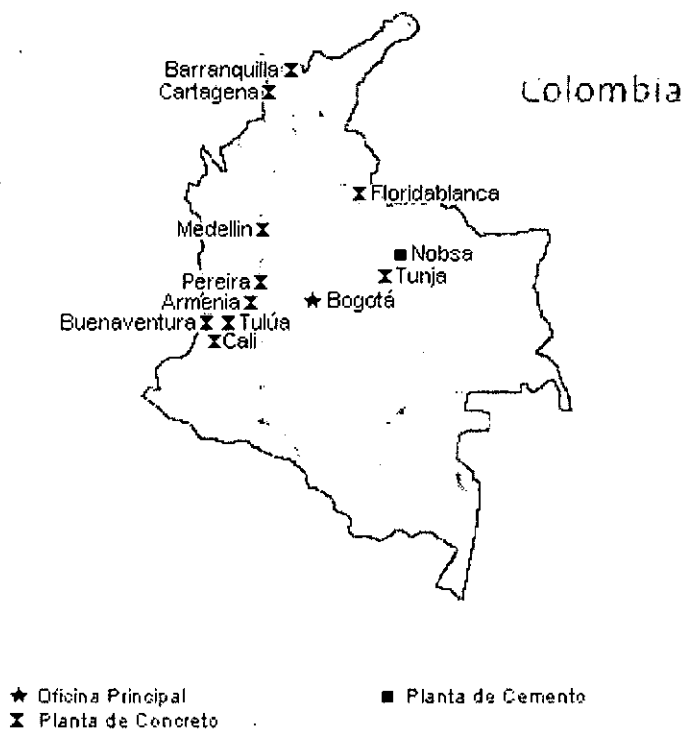 Colombia
Barranquilla
Cartagena
Floridablanca
Medellin
Nobsa
Tunja
Pereira
Armenia
Bogotá
Buenaventura
Tulúa
Cali
★ Oficina Principal
■ Planta de Cemento
Planta de Concreto